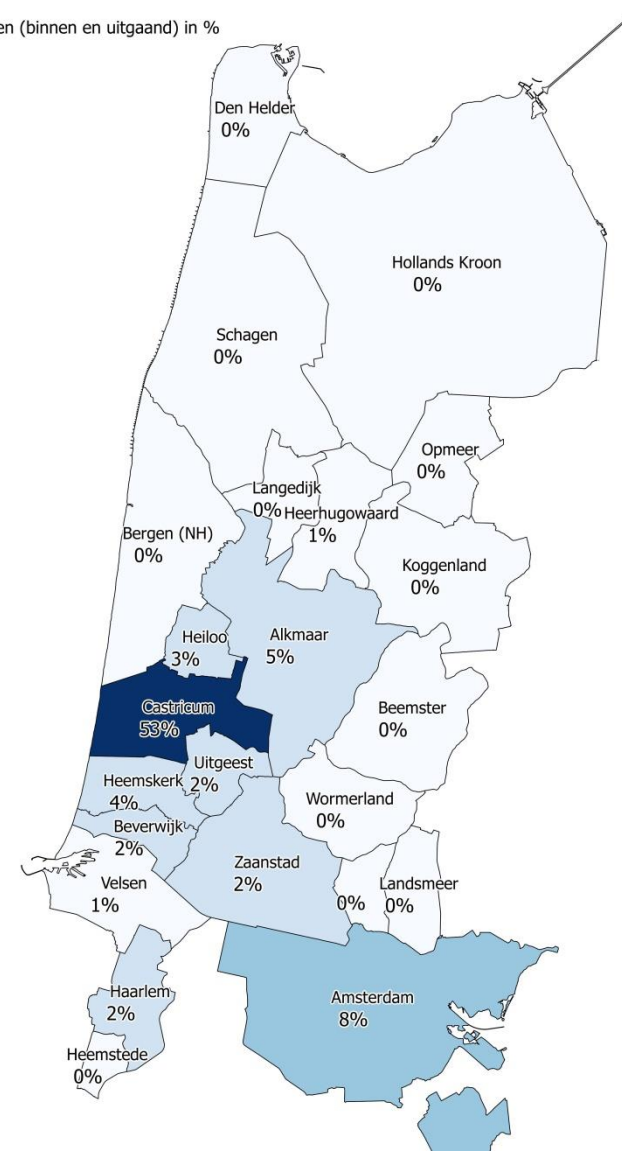 en (binnen en uitgaand) in %
Den Helder
0%
Hollands Kroon
0%
Schagen
0%
Opmeer
0%
Langedijk
0%
Heerhugowaard
1%
Bergen (NH)
0%
Koggenland
0%
Heiloo
3%
Alkmaar
5%
Castricum
53%
Beemster
0%
Uitgeest
2%
Heemskerk
4%
Wormerland
0%
Beverwijk
2%
Zaanstad
2%
Velsen
1%
0%
Landsmeer
0%
Haarlem
2%
Amsterdam
8%
Heemstede
0%